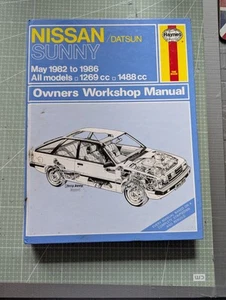 NISSAN /DATSUN
SUNNY
May 1982 to 1986
All models □ 1269 cc □ 1488 cc
Haynes
Owners Workshop Manual